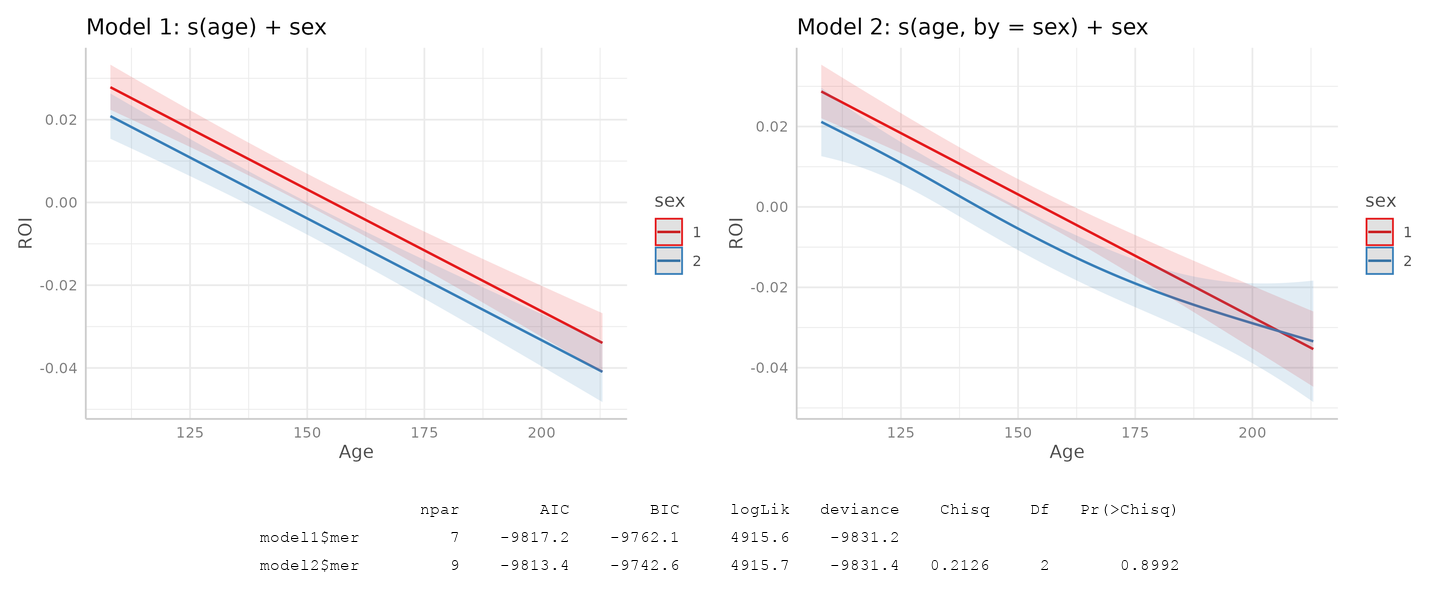 Model 1: s(age) + sex
0.02
0.00
-0.02
-0.04
ROI
125 150 175 200
Age
sex
1
2
Model 2: s(age, by = sex) + sex
0.02
0.00
-0.02
-0.04
ROI
125 150 175 200
Age
sex
1
2
npar AIC BIC logLik deviance Chisq Df Pr(>Chisq)
model1$mer 7 -9817.2 -9762.1 4915.6 -9831.2
model2$mer 9 -9813.4 -9742.6 4915.7 -9831.4 0.2126 2 0.8992